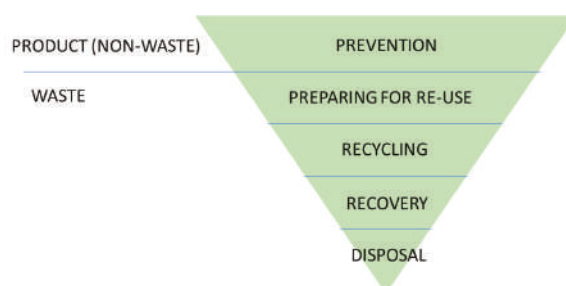 PRODUCT (NON-WASTE) PREVENTION
WASTE PREPARING FOR RE-USE
RECYCLING
RECOVERY
DISPOSAL